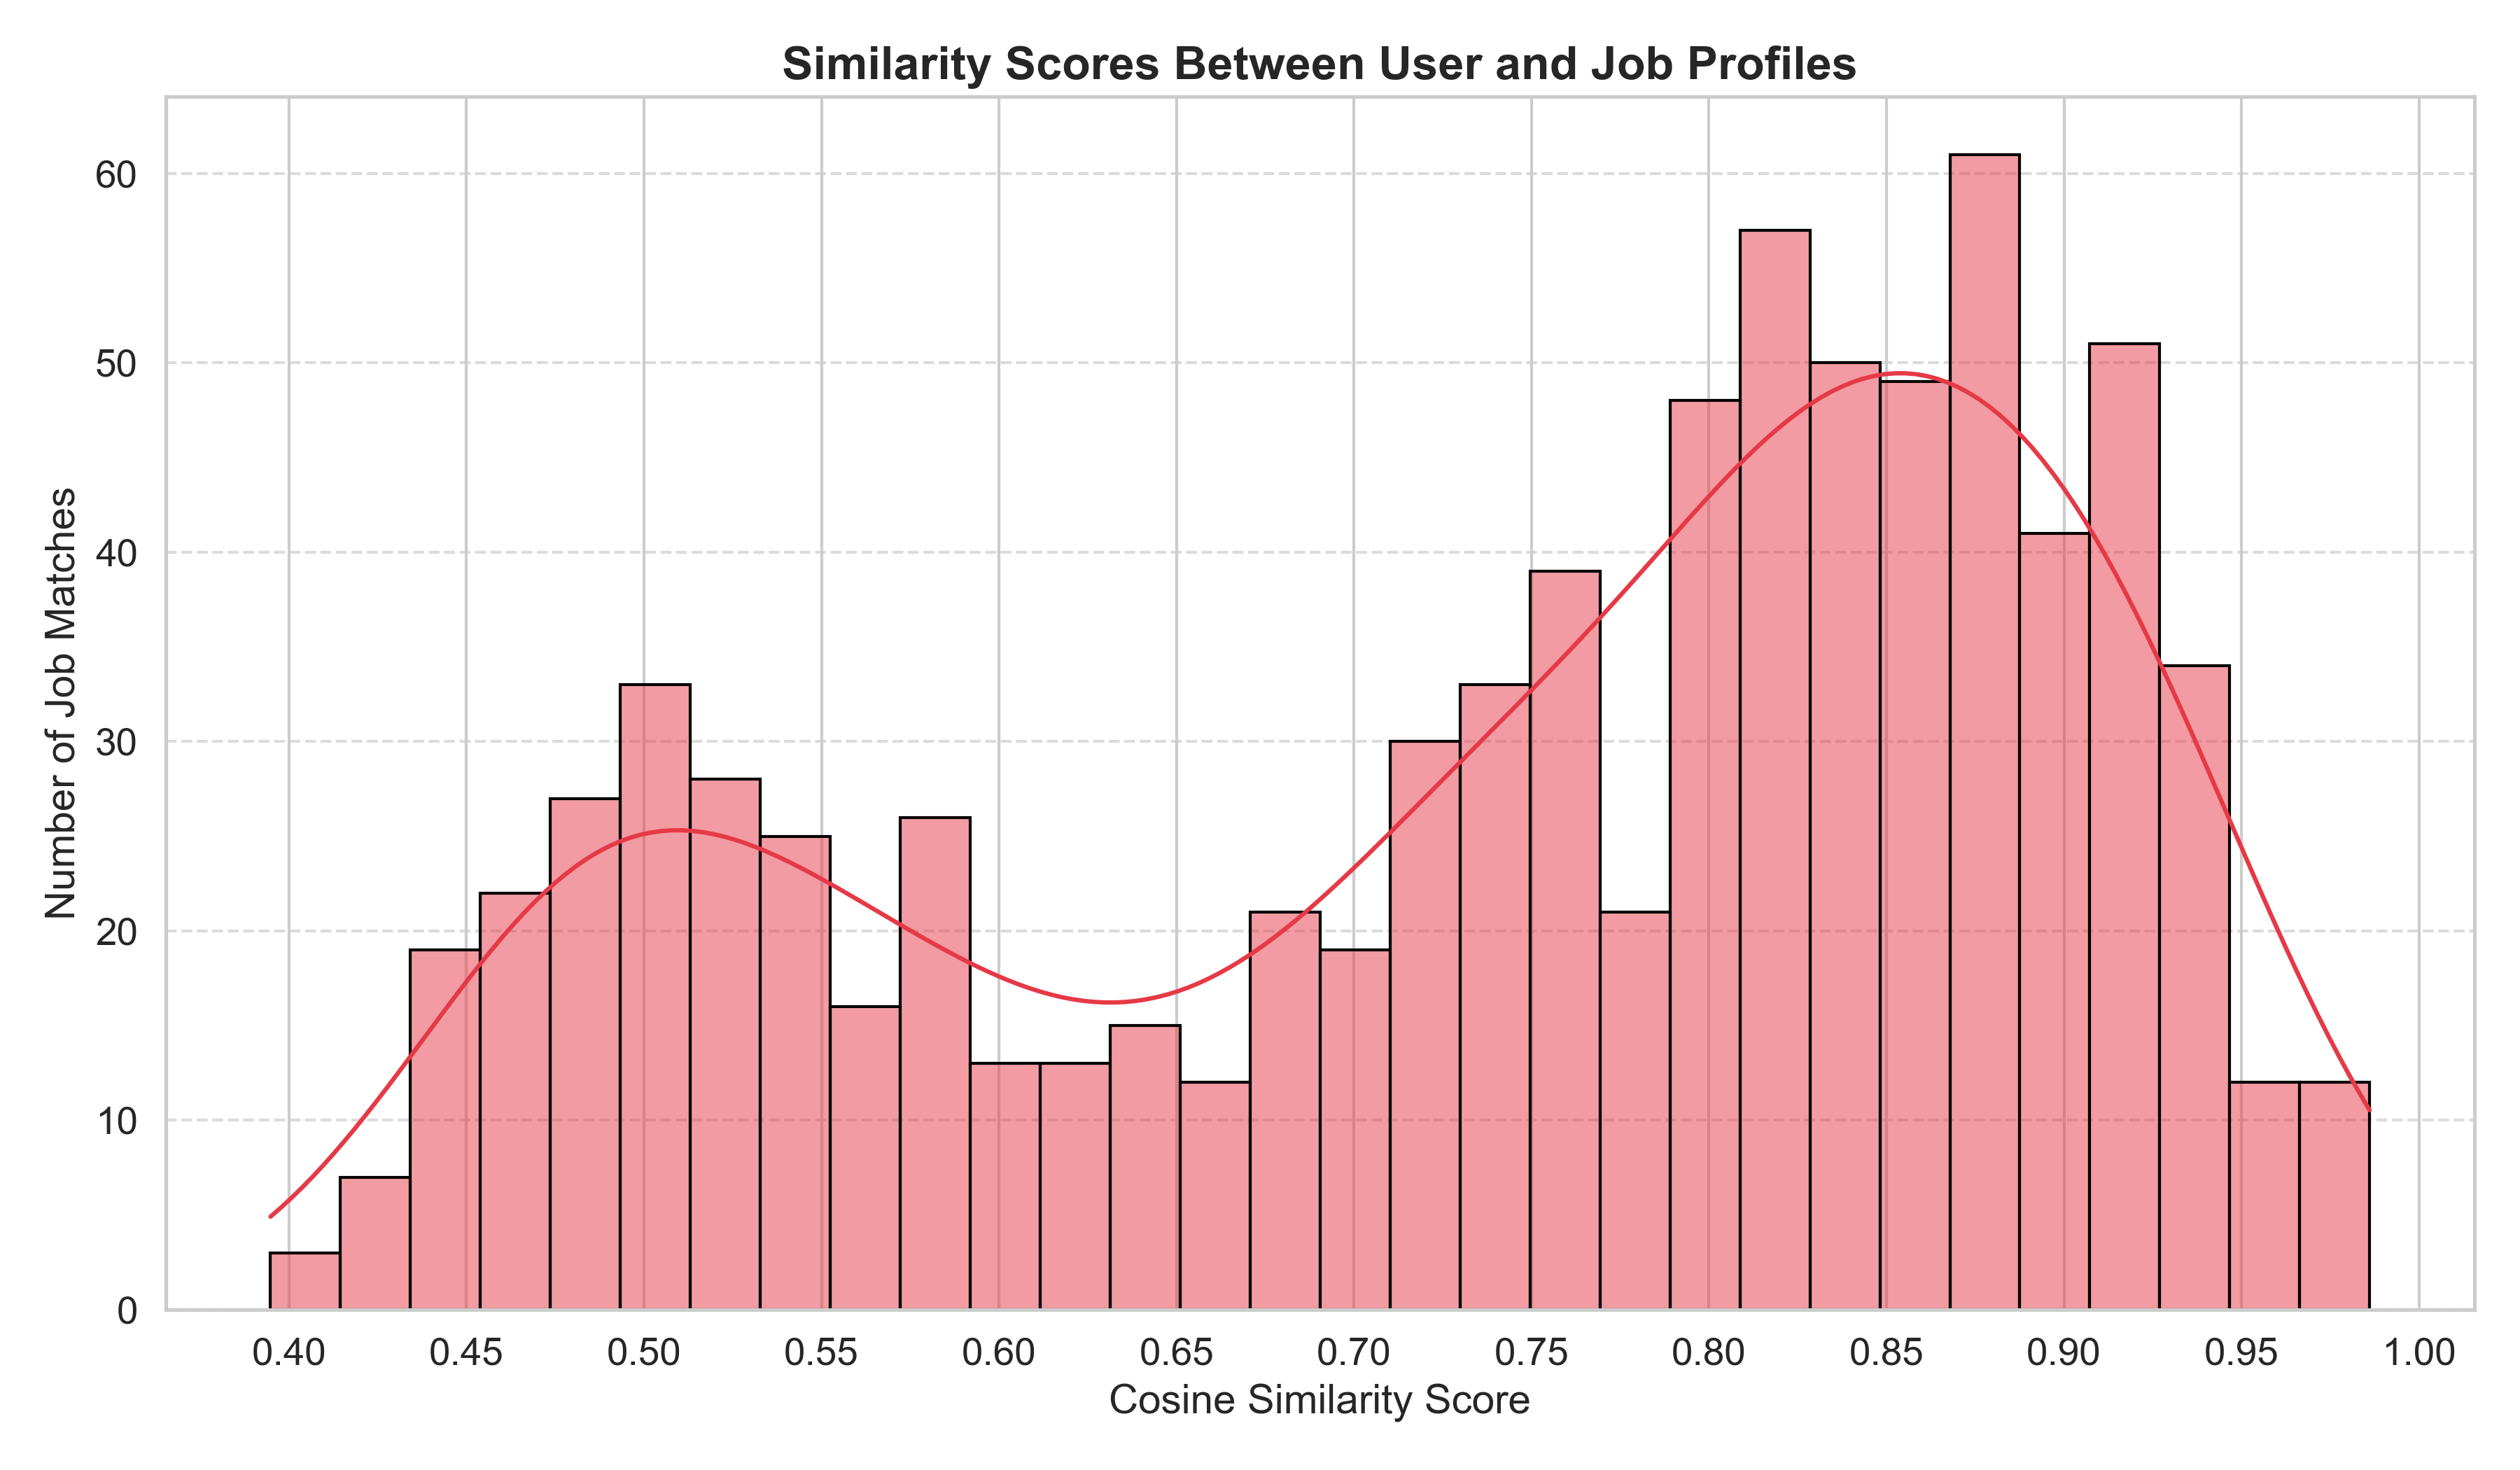 Similarity Scores Between User and Job Profiles
Number of Job Matches
60
50
40
30
20
10
0
0.40 0.45 0.50 0.55 0.60 0.65 0.70 0.75 0.80 0.85 0.90 0.95 1.00
Cosine Similarity Score